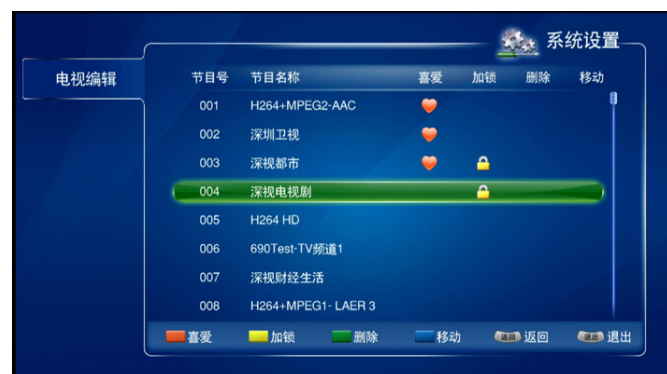 系统设置
电视编辑
节目号 节目名称 喜爱 加锁 删除 移动
001 H264+MPEG2-AAC
002 深圳卫视
003 深视都市
004 深视电视剧
005 H264 HD
006 690Test-TV频道1
007 深视财经生活
008 H264+MPEG1- LAER 3
喜爱 加锁 删除 移动 返回 返回 退出 退出